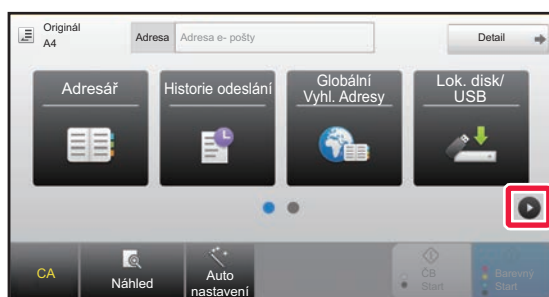 Originál
A4
Adresa Adresa e- pošty
Detail
Adresář
Historie odeslání
Globální
Vyhl. Adresy
Lok. disk/
USB
CA
Náhled
Auto
nastavení
ČB
Start
Barevný
Start